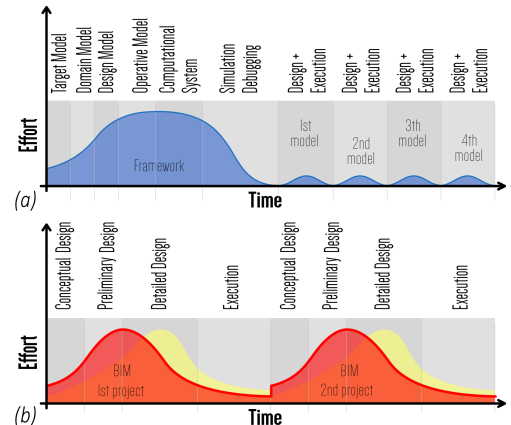 Target Model
Domain Model
Design Model
Operative Model
Computational
System
Simulation
Debugging
Design +
Execution
Design +
Execution
Design +
Execution
Design +
Execution
Effort
Framework
1st
model
2nd
model
3th
model
4th
model
(a)
Time
Conceptual Design
Preliminary Design
Detailed Design
Execution
Conceptual Design
Preliminary Design
Detailed Design
Execution
Effort
BIM
1st project
BIM
2nd project
(b)
Time